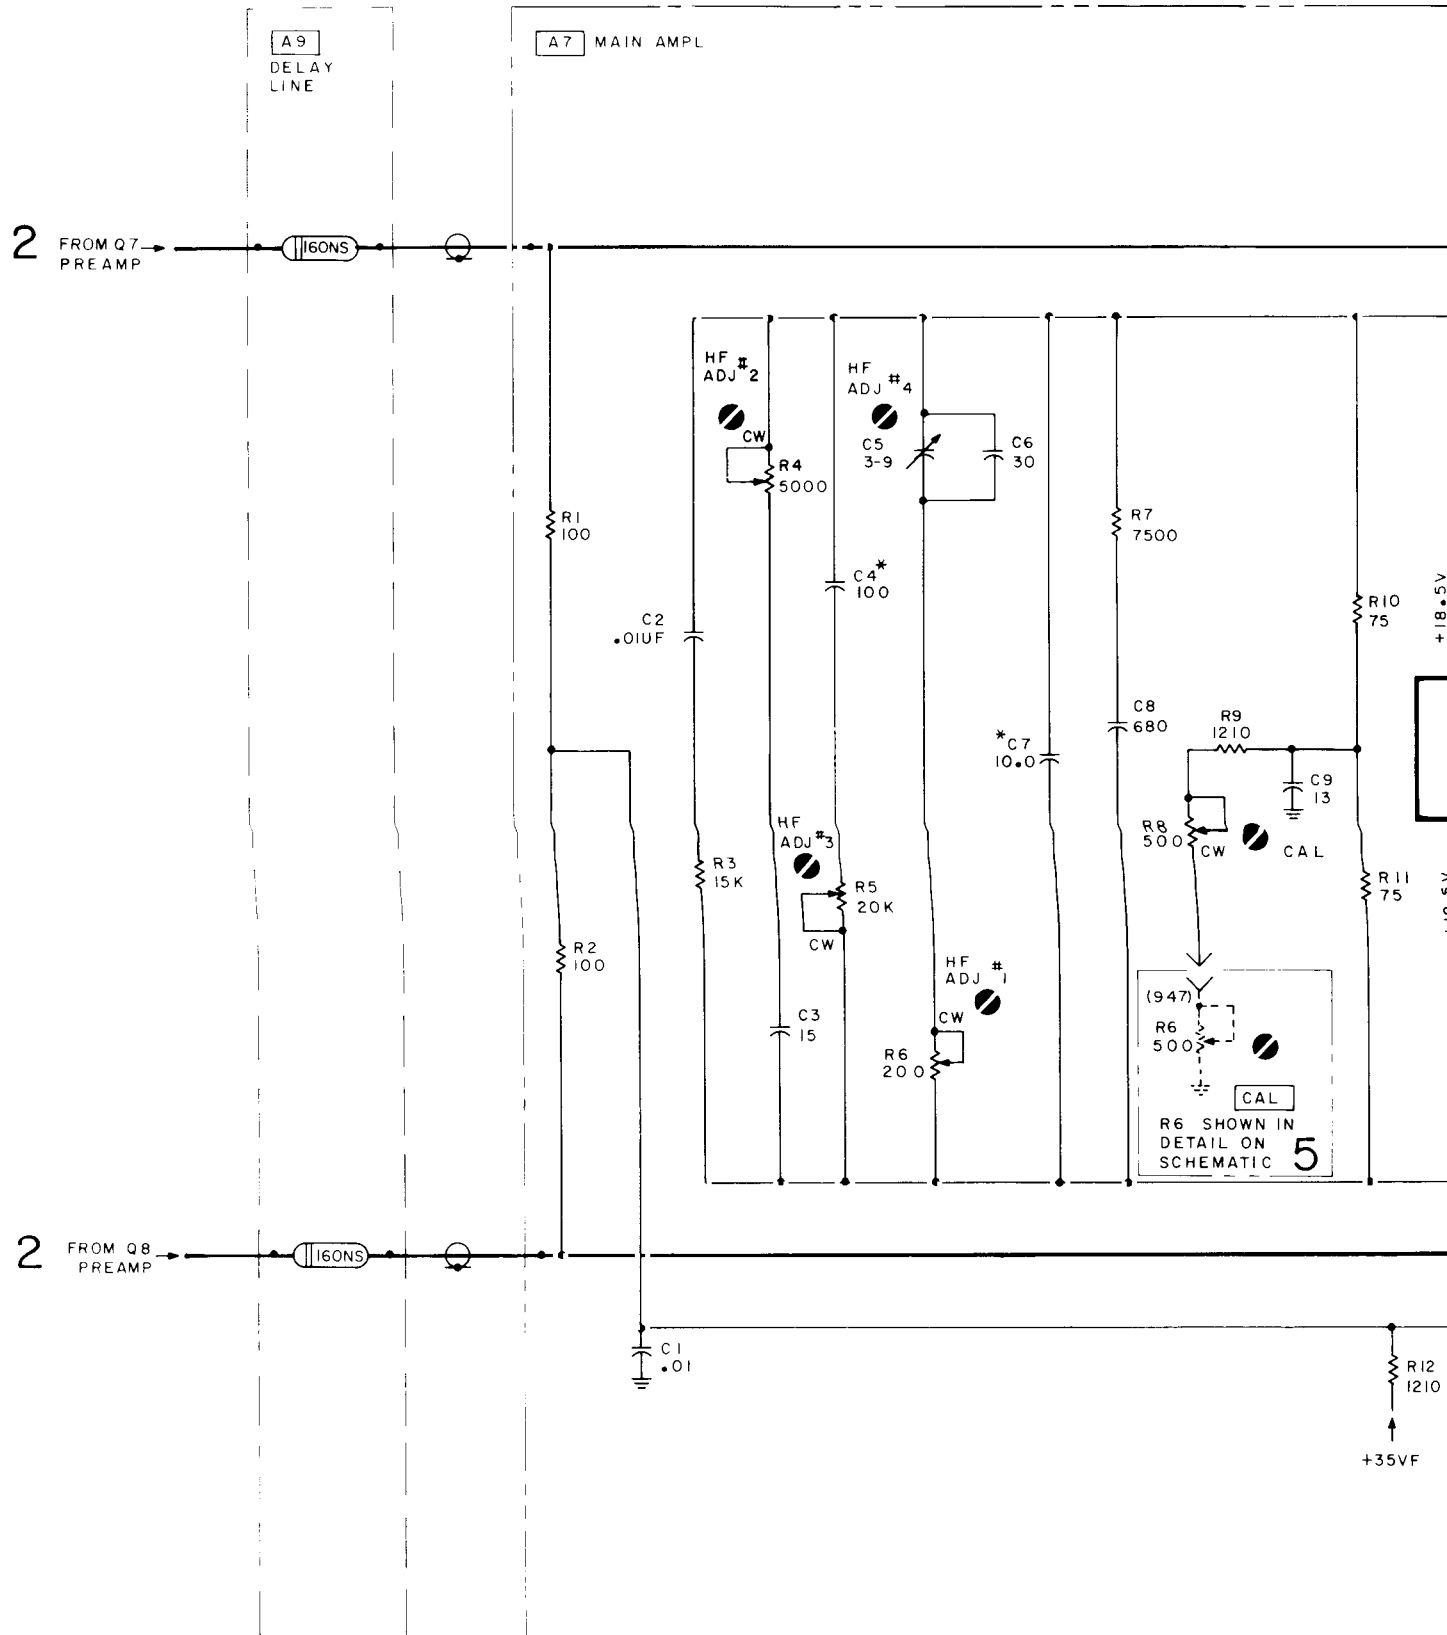 A9
DELAY
LINE
A7 MAIN AMPL
2 FROM Q7
PREAMP
160NS
HF
ADJ #2
CW
R4
5000
HF
ADJ #4
C5
3-9
C6
30
R1
100
C4*
100
R7
7500
C2
.01UF
R10
75
+18.5V
C8
680
R9
1210
*C7
10.0
C9
13
R8
500
CW
CAL
HF
ADJ #3
R3
15K
R5
20K
CW
R11
75
R2
100
HF
ADJ #1
CW
C3
15
R6
200
(947)
R6
500
CAL
R6 SHOWN IN
DETAIL ON
SCHEMATIC 5
2 FROM Q8
PREAMP
160NS
C1
.01
R12
1210
+35VF